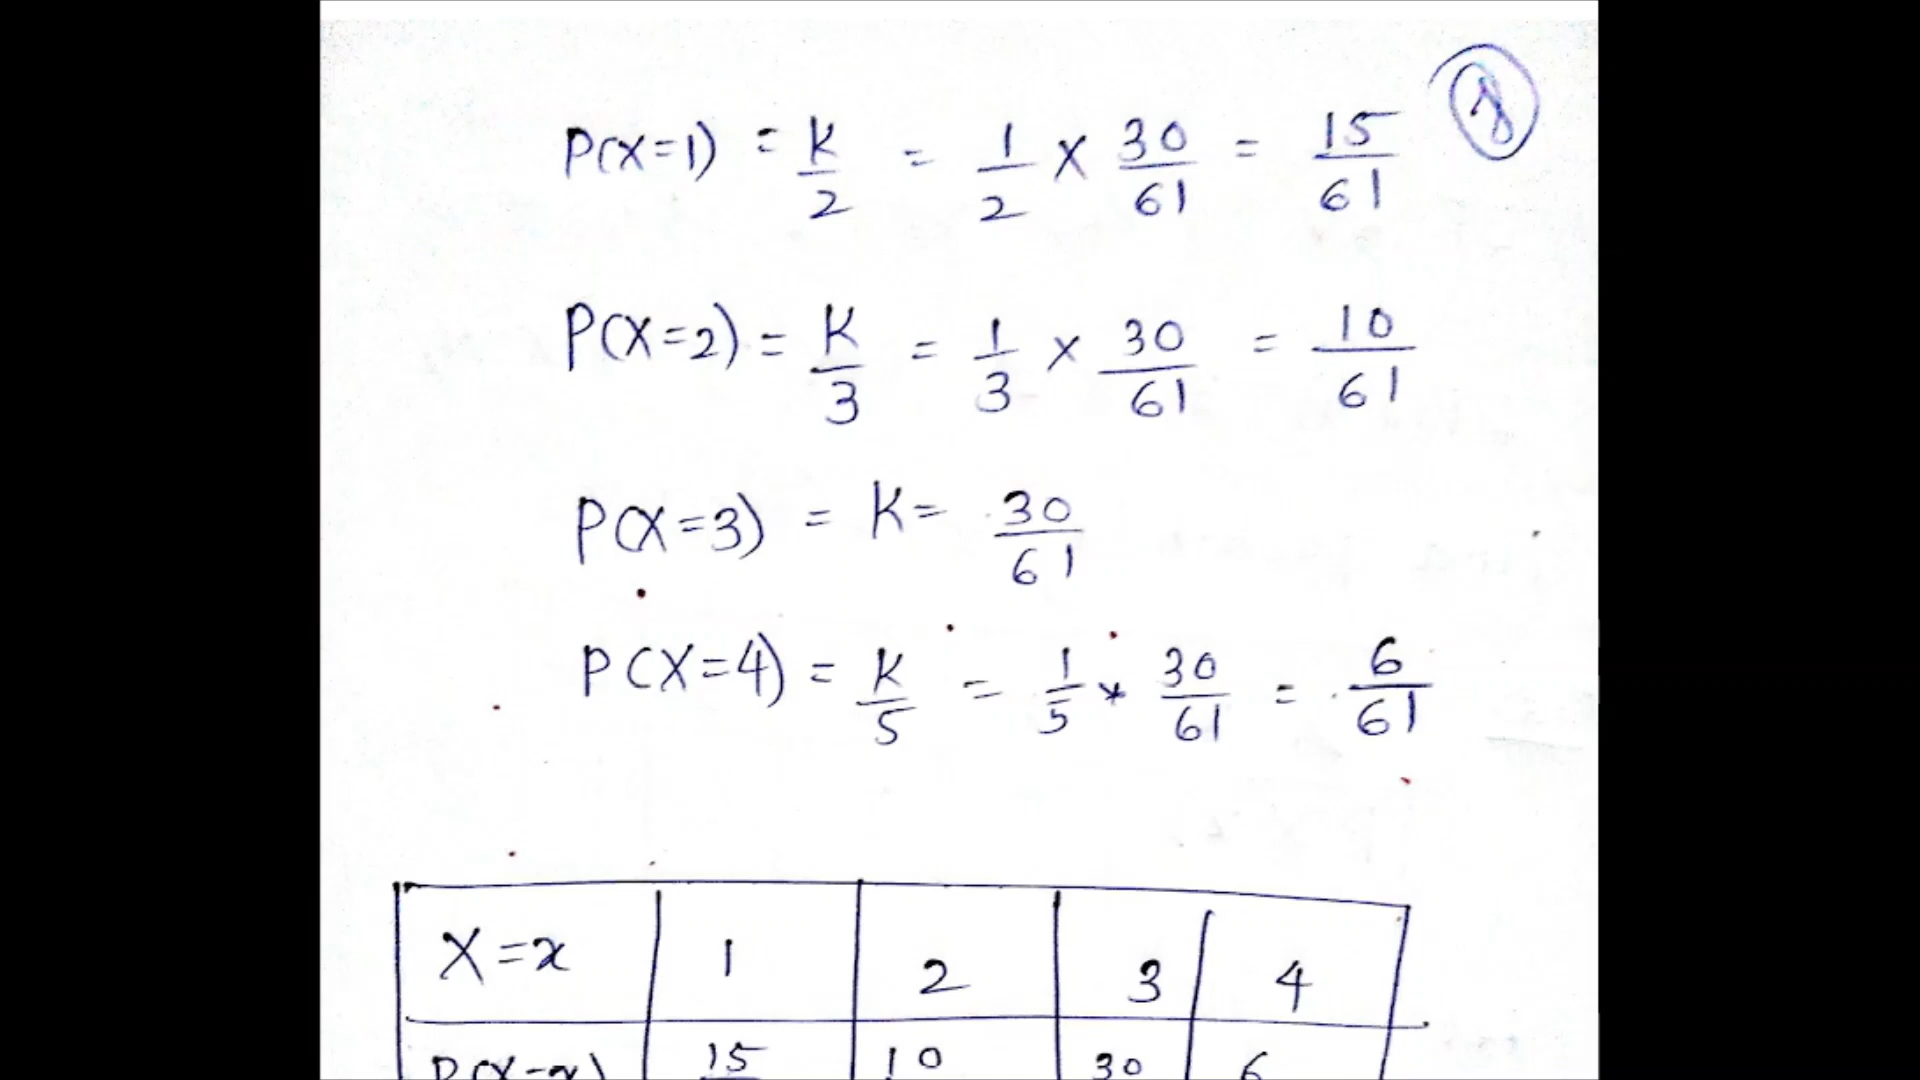 8
P(X=1) = K/2 = 1/2 × 30/61 = 15/61
P(X=2) = K/3 = 1/3 × 30/61 = 10/61
P(X=3) = K = 30/61
P(X=4) = K/5 = 1/5 × 30/61 = 6/61
X=x 1 2 3 4
P(X=x) 15 10 30 6